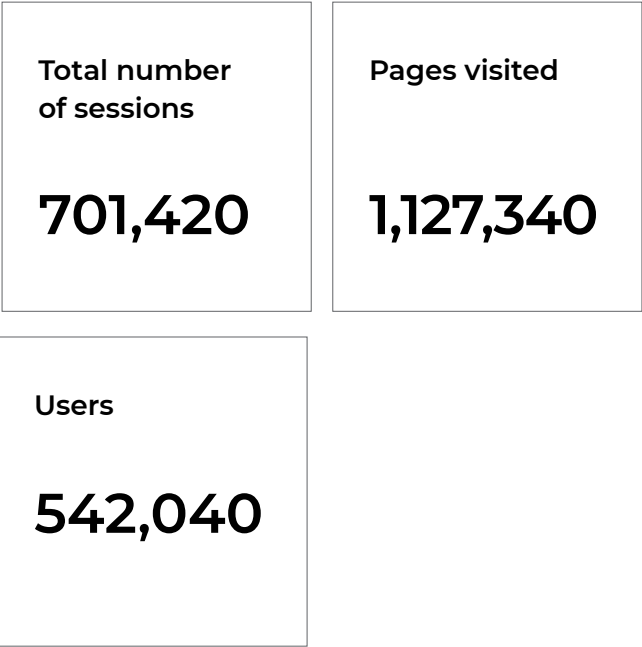 Total number
of sessions
701,420
Pages visited
1,127,340
Users
542,040